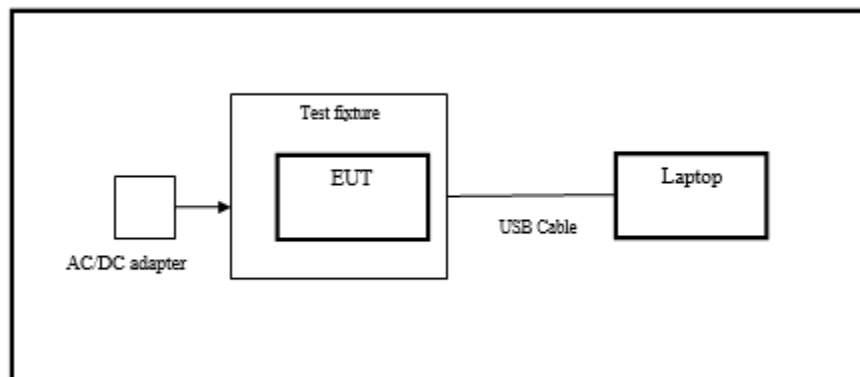 Test fixture
EUT
Laptop
USB Cable
AC/DC adapter